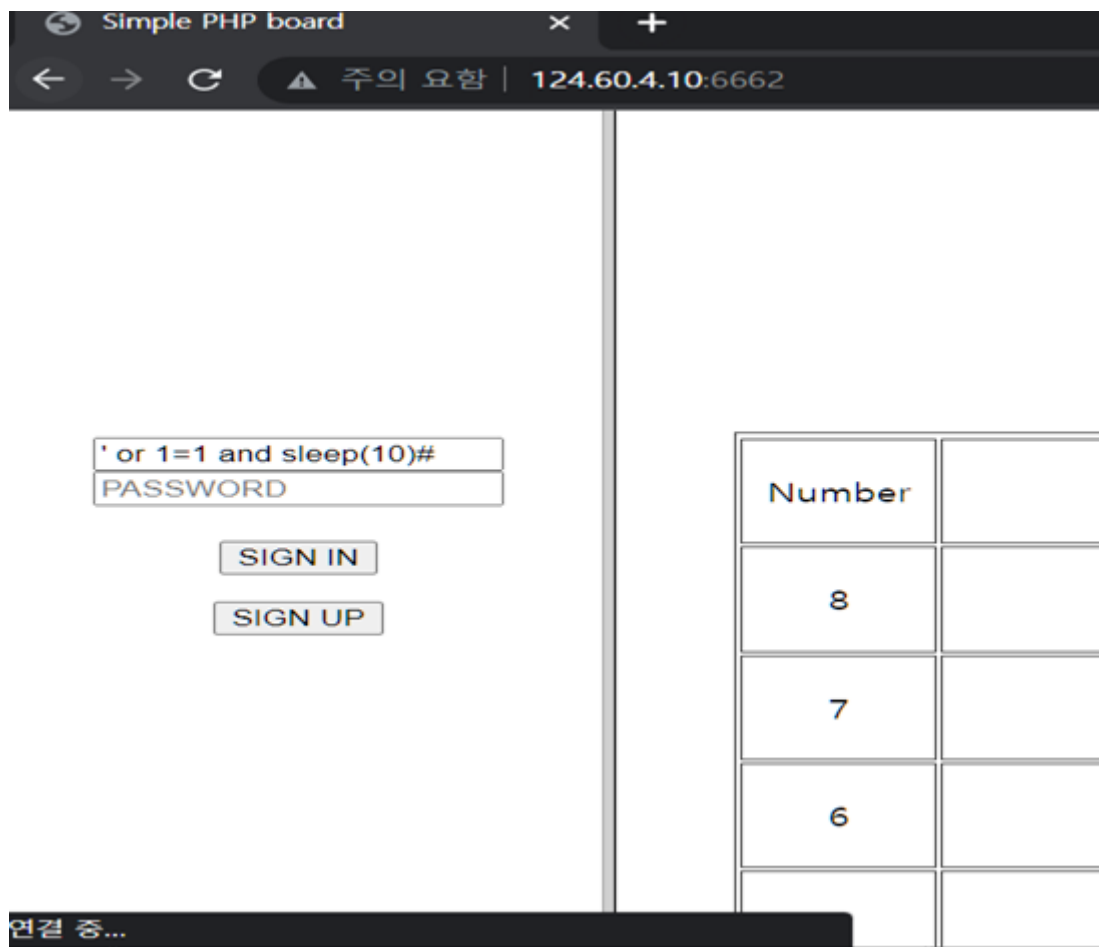 Simple PHP board
주의 요함 | 124.60.4.10:6662
' or 1=1 and sleep(10)#
PASSWORD
SIGN IN
SIGN UP
Number
8
7
6
연결 중...